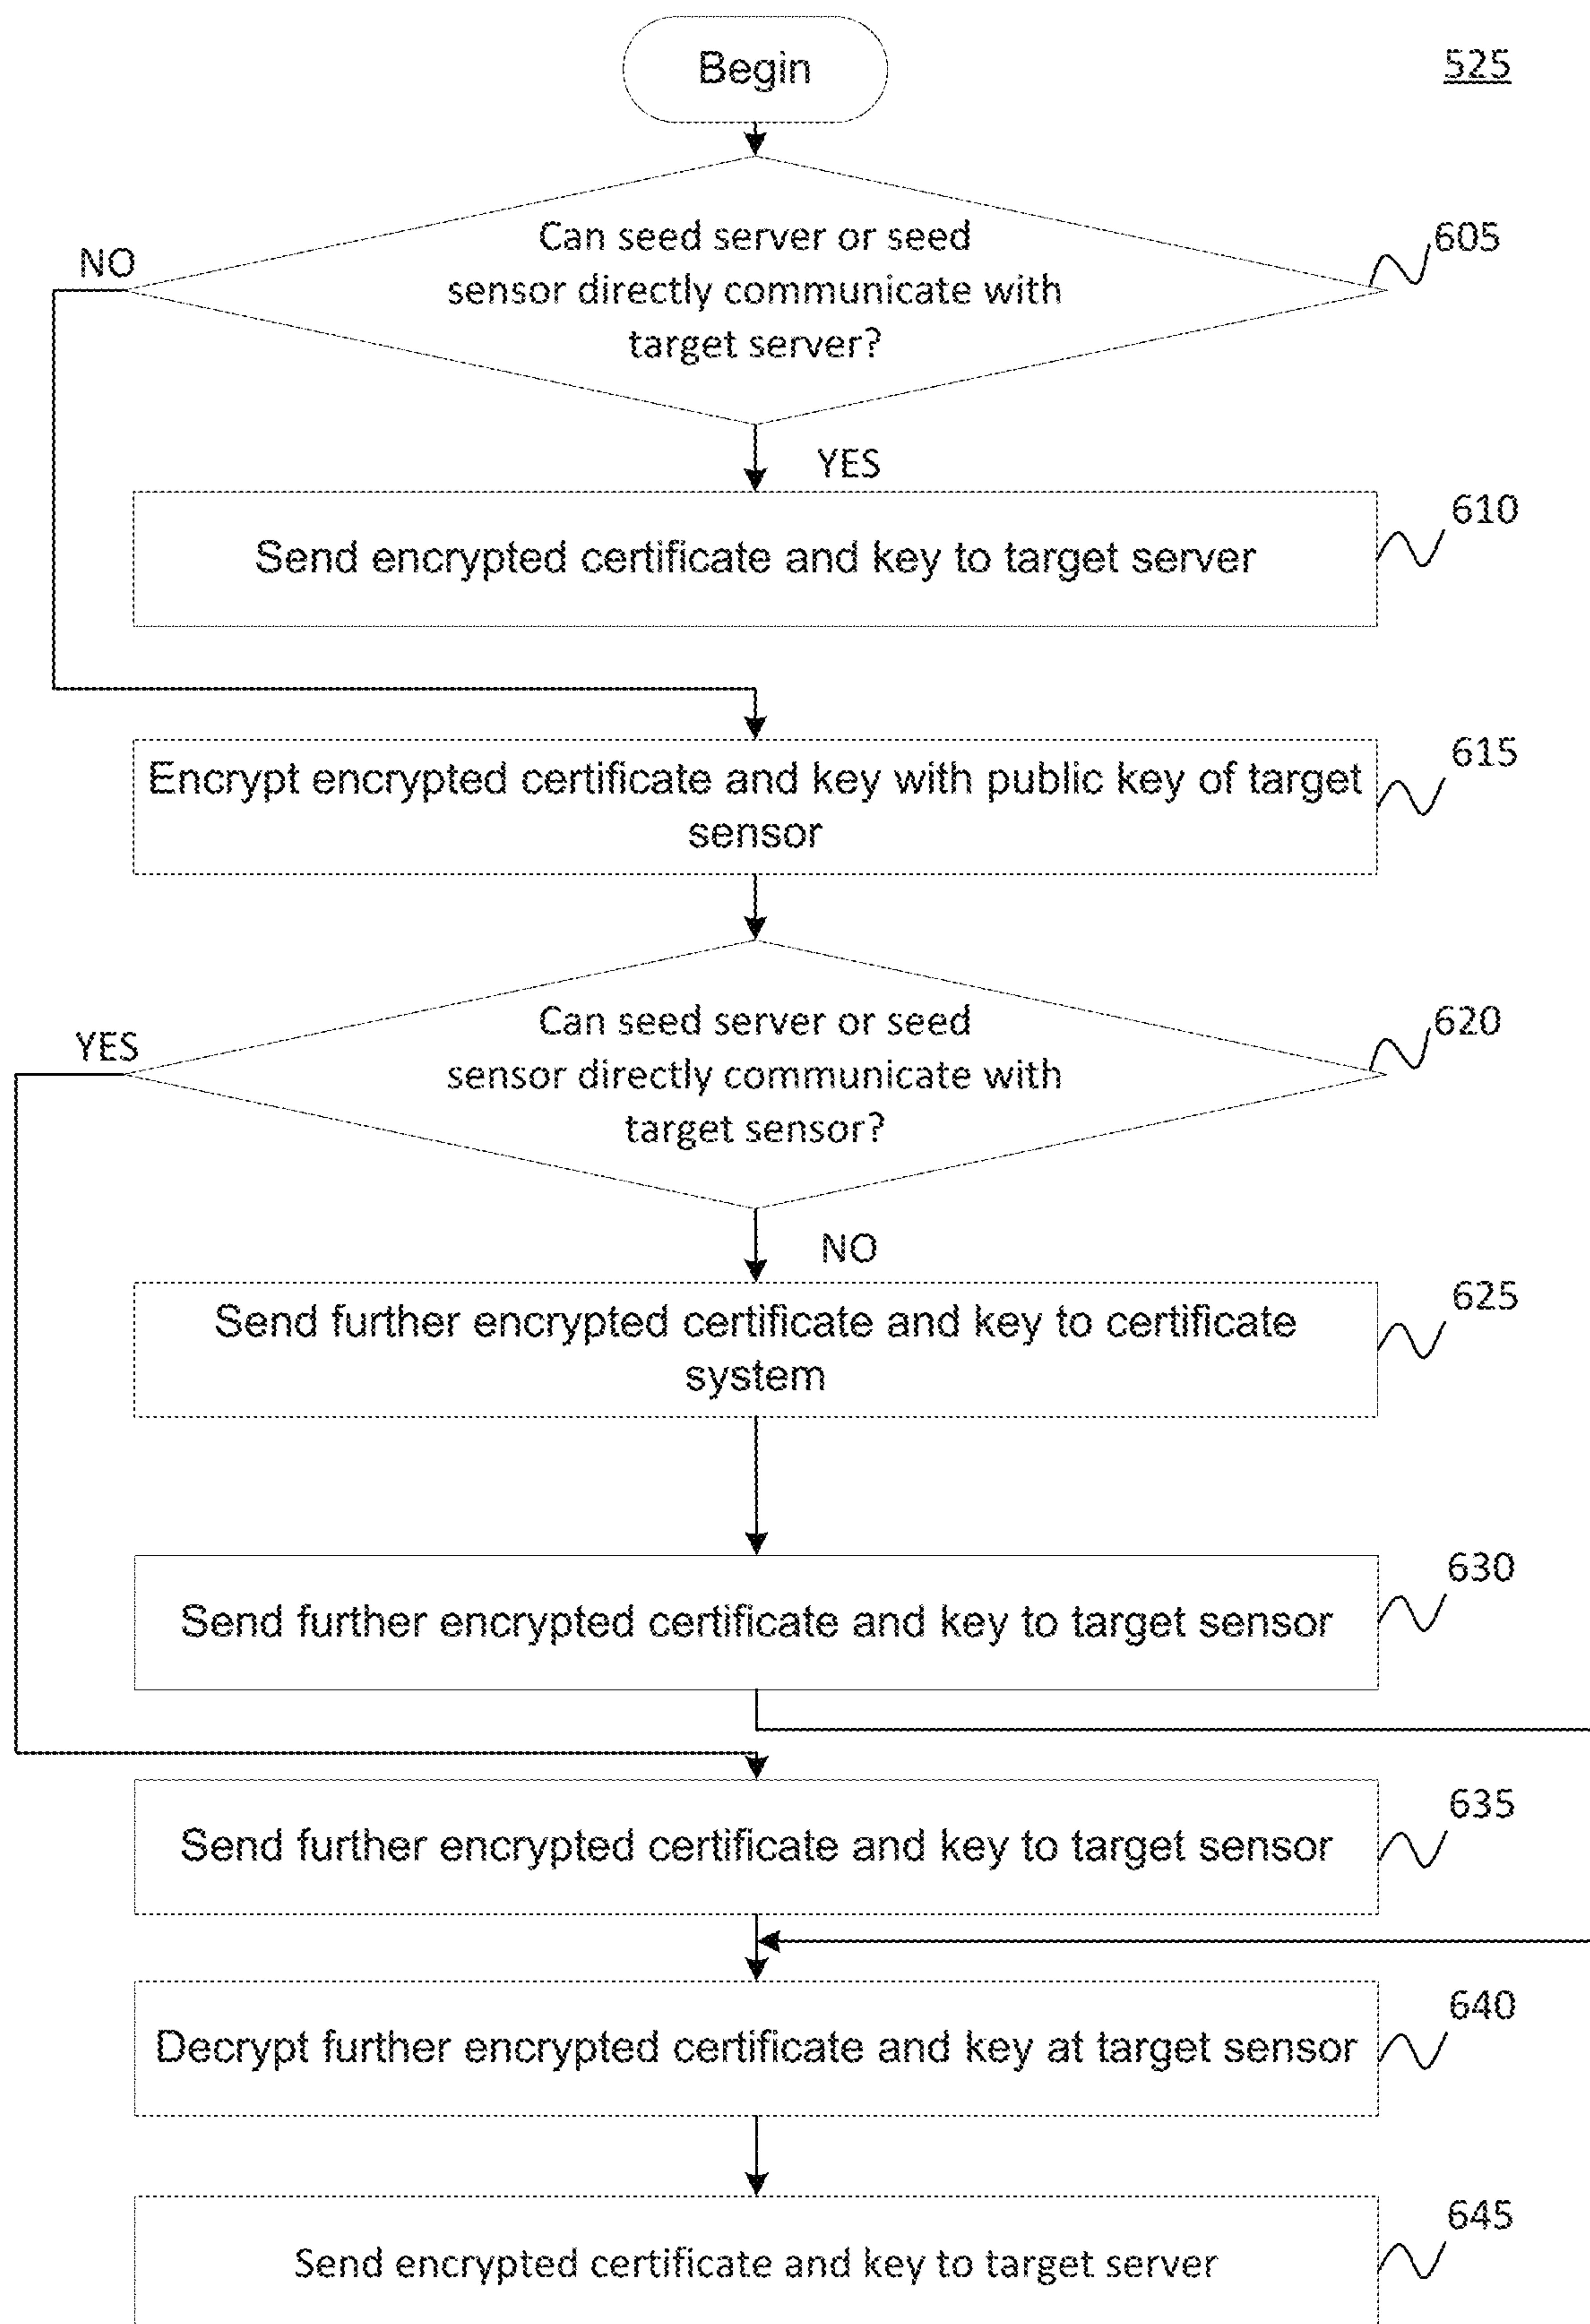 Begin
525
Can seed server or seed
sensor directly communicate with
target server?
605
NO
YES
Send encrypted certificate and key to target server
610
Encrypt encrypted certificate and key with public key of target
sensor
615
Can seed server or seed
sensor directly communicate with
target sensor?
620
YES
NO
Send further encrypted certificate and key to certificate
system
625
Send further encrypted certificate and key to target sensor
630
Send further encrypted certificate and key to target sensor
635
Decrypt further encrypted certificate and key at target sensor
640
Send encrypted certificate and key to target server
645